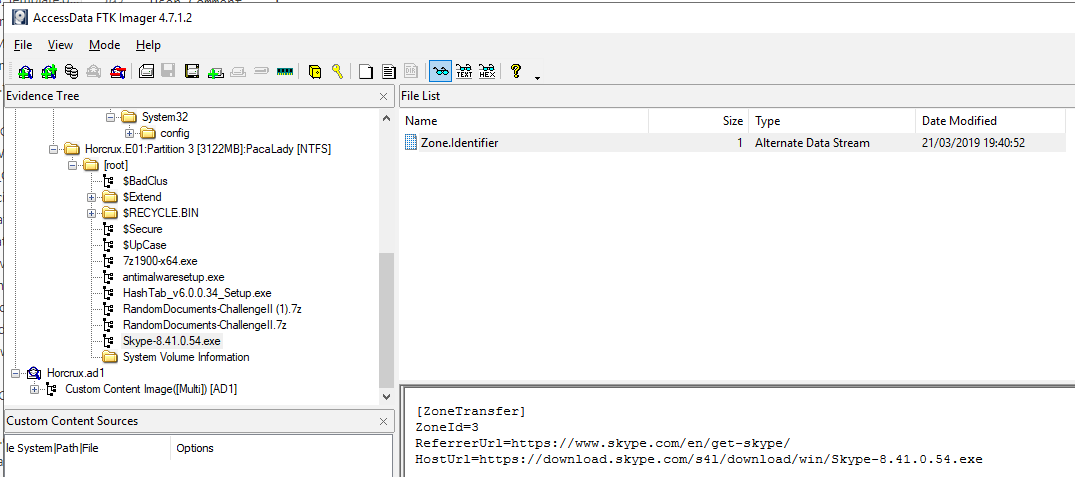 AccessData FTK Imager 4.7.1.2
File View Mode Help
Evidence Tree
System32
config
Horcrux.E01:Partition 3 [3122MB]:PacaLady [NTFS]
[root]
$BadClus
$Extend
$RECYCLE.BIN
$Secure
$UpCase
7z1900-x64.exe
antimalwaresetup.exe
HashTab_v6.0.0.34_Setup.exe
RandomDocuments-ChallengeII (1).7z
RandomDocuments-ChallengeII.7z
Skype-8.41.0.54.exe
System Volume Information
Horcrux.ad1
Custom Content Image([Multi]) [AD1]
Custom Content Sources
le System|Path|File Options
File List
Name Size Type Date Modified
Zone.Identifier 1 Alternate Data Stream 21/03/2019 19:40:52
[ZoneTransfer]
ZoneId=3
ReferrerUrl=https://www.skype.com/en/get-skype/
HostUrl=https://download.skype.com/s4l/download/win/Skype-8.41.0.54.exe